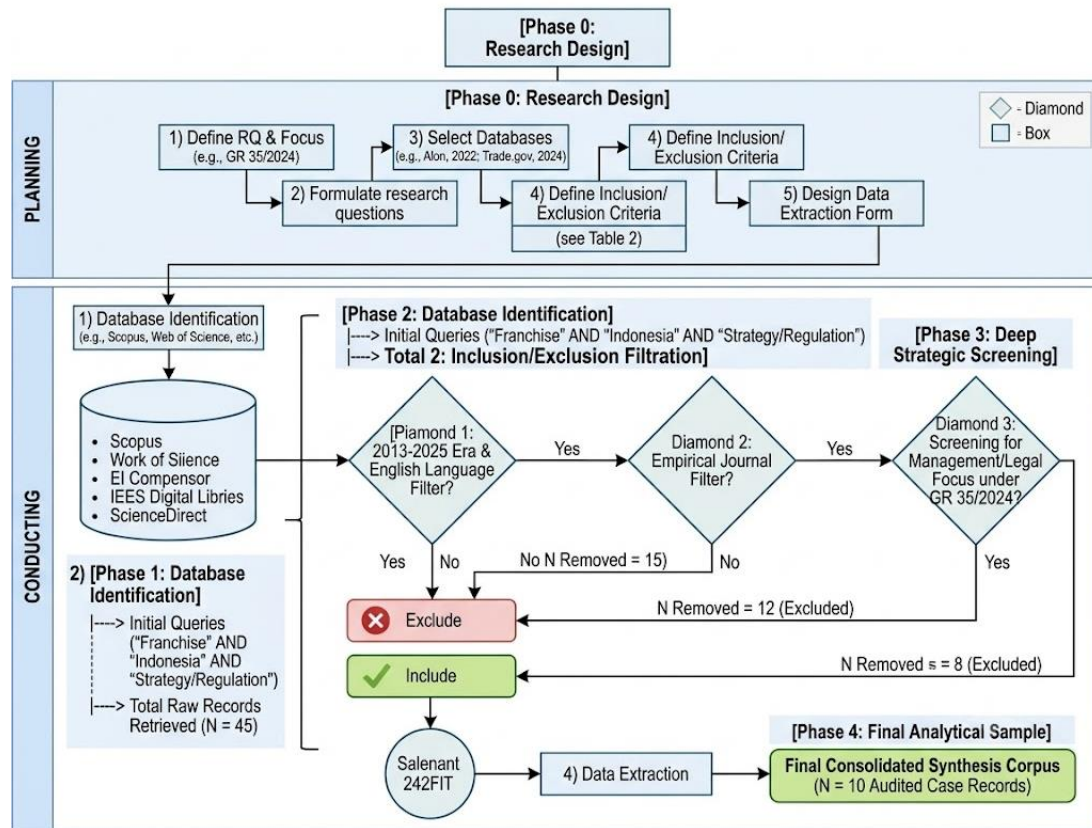 [Phase 0:
Research Design]
PLANNING
[Phase 0: Research Design]
- Diamond
- Box
1) Define RQ & Focus
(e.g., GR 35/2024)
2) Formulate research
questions
3) Select Databases
(e.g., Alon, 2022; Trade.gov, 2024)
4) Define Inclusion/
Exclusion Criteria
(see Table 2)
4) Define Inclusion/
Exclusion Criteria
5) Design Data
Extraction Form
CONDUCTING
1) Database Identification
(e.g., Scopus, Web of Science, etc.)
• Scopus
• Work of Siience
• EI Compensor
• IEES Digital Libries
• ScienceDirect
2) [Phase 1: Database
Identification]
|----> Initial Queries
("Franchise" AND
"Indonesia" AND
"Strategy/Regulation")
|----> Total Raw Records
Retrieved (N = 45)
[Phase 2: Database Identification]
|----> Initial Queries ("Franchise" AND "Indonesia" AND "Strategy/Regulation")
|----> Total 2: Inclusion/Exclusion Filtration]
[Phase 3: Deep
Strategic Screening]
[Piamond 1:
2013-2025 Era &
English Language
Filter?
Yes
Diamond 2:
Empirical Journal
Filter?
Yes
Diamond 3:
Screening for
Management/Legal
Focus under
GR 35/2024?
Yes
No
No N Removed = 15)
No
Yes
Exclude
N Removed = 12 (Excluded)
Include
N Removed = 8 (Excluded)
Salenant
242FIT
4) Data Extraction
[Phase 4: Final Analytical Sample]
Final Consolidated Synthesis Corpus
(N = 10 Audited Case Records)